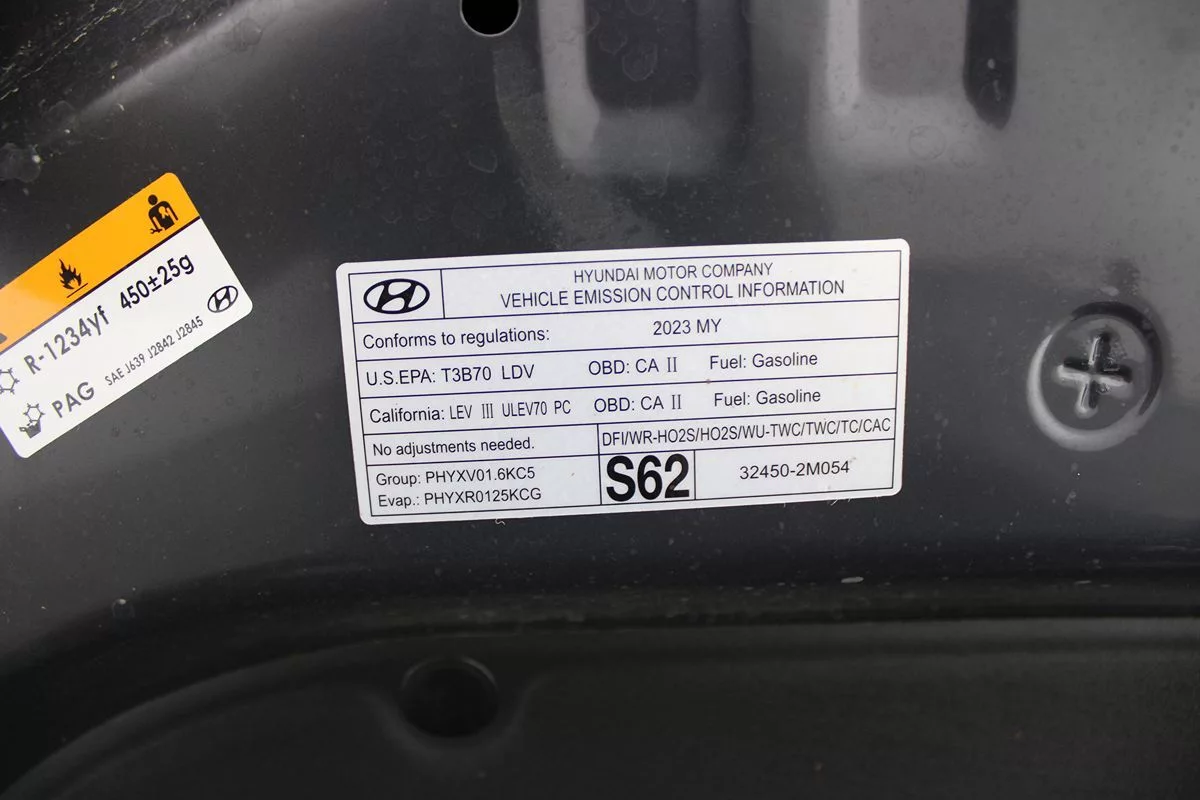 R-1234yf 450±25g
PAG SAE J639 J2842 J2845
HYUNDAI MOTOR COMPANY
VEHICLE EMISSION CONTROL INFORMATION
Conforms to regulations: 2023 MY
U.S.EPA: T3B70 LDV OBD: CA II Fuel: Gasoline
California: LEV III ULEV70 PC OBD: CA II Fuel: Gasoline
No adjustments needed. DFI/WR-HO2S/HO2S/WU-TWC/TWC/TC/CAC
Group: PHYXV01.6KC5
Evap.: PHYXR0125KCG
S62 32450-2M054